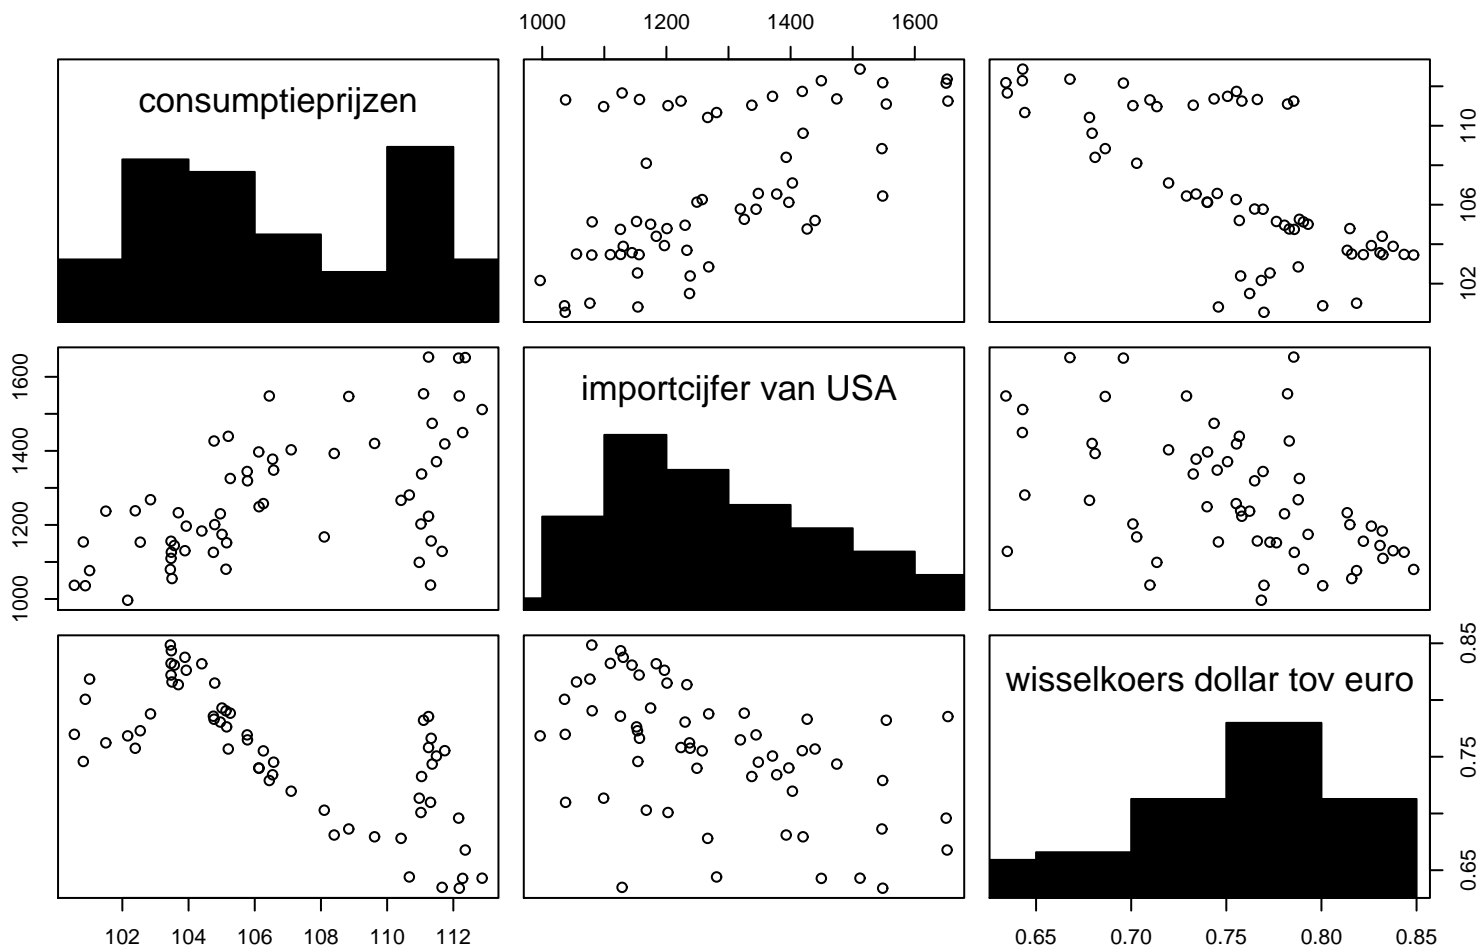 1000 1200 1400 1600
consumptieprijzen
102 106 110
1000 1200 1400 1600
importcijfer van USA
wisselkoers dollar tov euro
0.65 0.75 0.85
102 104 106 108 110 112
0.65 0.70 0.75 0.80 0.85